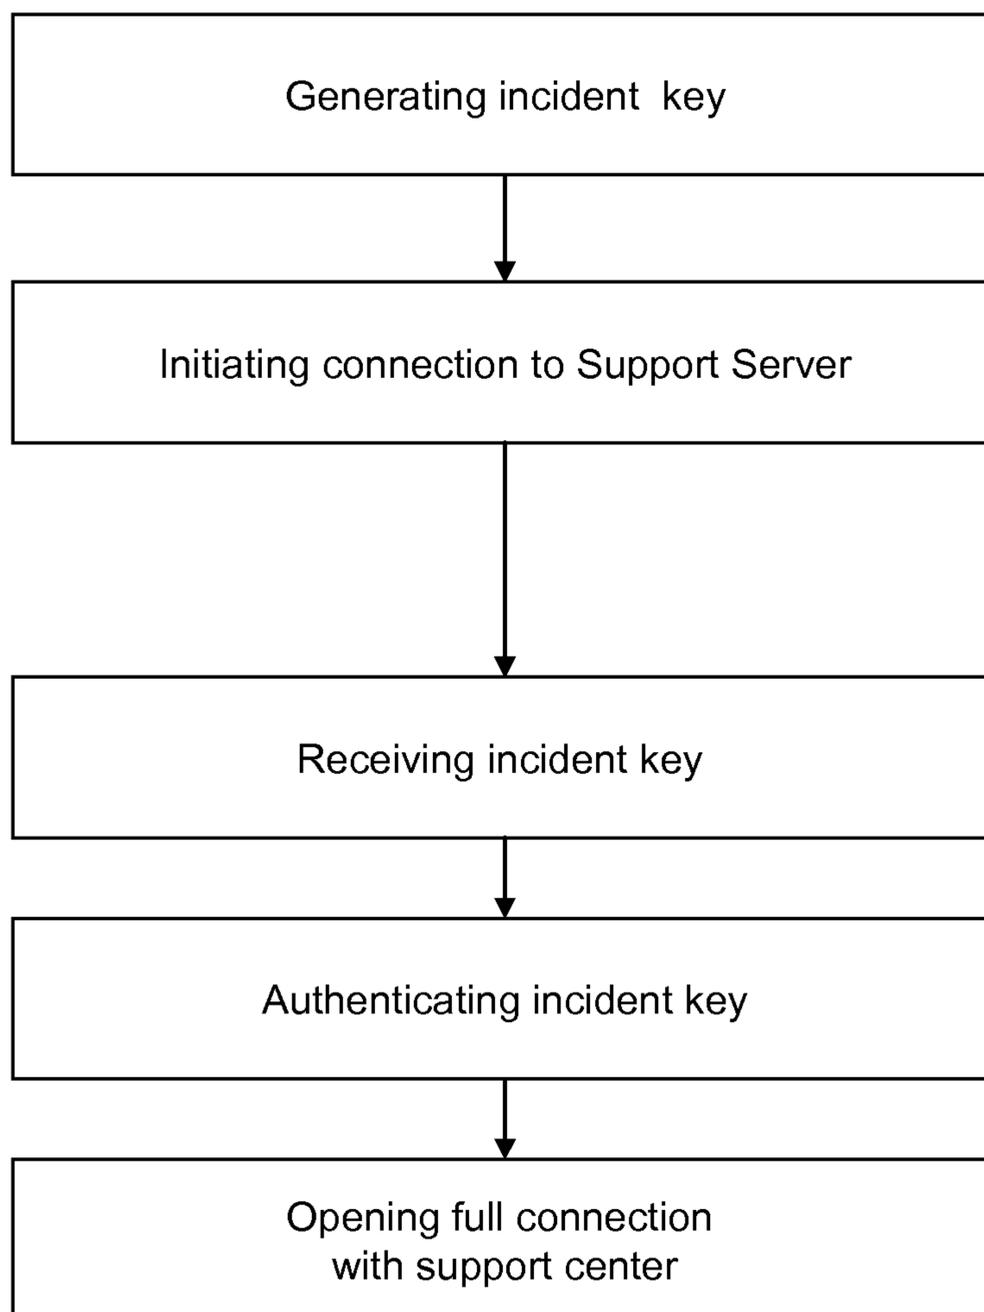 Generating incident  key
Initiating connection to Support Server
Receiving incident key
Authenticating incident key
Opening full connection
with support center